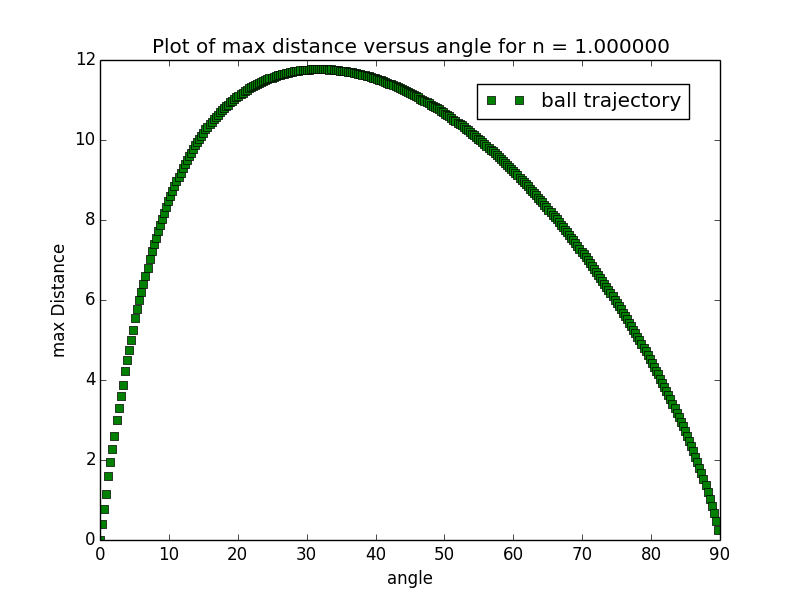 Plot of max distance versus angle for n = 1.000000
12
ball trajectory
10
8
max Distance
6
4
2
0
0 10 20 30 40 50 60 70 80 90
angle